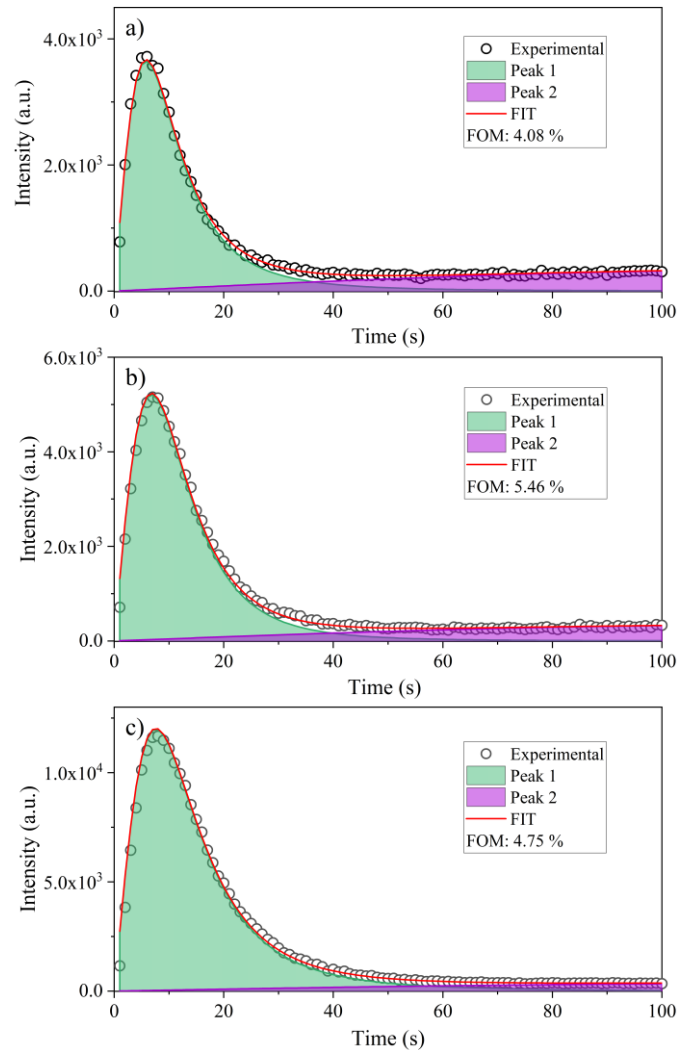 a)
4.0x10³
2.0x10³
0.0
Intensity (a.u.)
Experimental
Peak 1
Peak 2
FIT
FOM: 4.08 %
0 20 40 60 80 100
Time (s)
b)
6.0x10³
4.0x10³
2.0x10³
0.0
Intensity (a.u.)
Experimental
Peak 1
Peak 2
FIT
FOM: 5.46 %
0 20 40 60 80 100
Time (s)
c)
1.0x10⁴
5.0x10³
0.0
Intensity (a.u.)
Experimental
Peak 1
Peak 2
FIT
FOM: 4.75 %
0 20 40 60 80 100
Time (s)